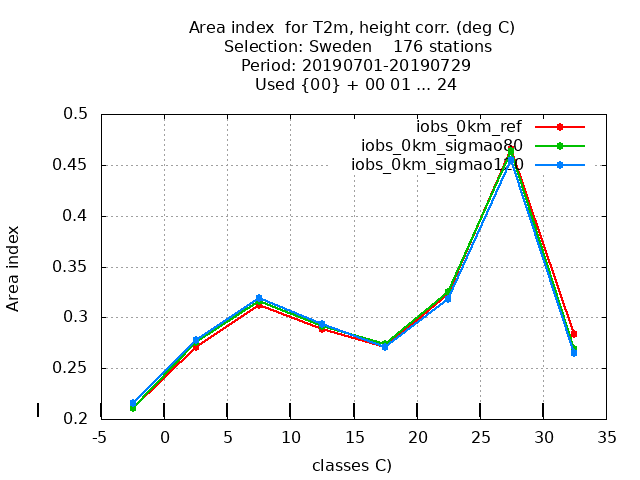 Area index  for T2m, height corr. (deg C)
Selection: Sweden    176 stations
Period: 20190701-20190729
Used {00} + 00 01 ... 24
iobs_0km_ref
iobs_0km_sigmao80
0.5
0.45
0.4
0.35
0.3
0.25
0.2
Area index
-5
0
5
10
15
20
25
30
35
classes C)